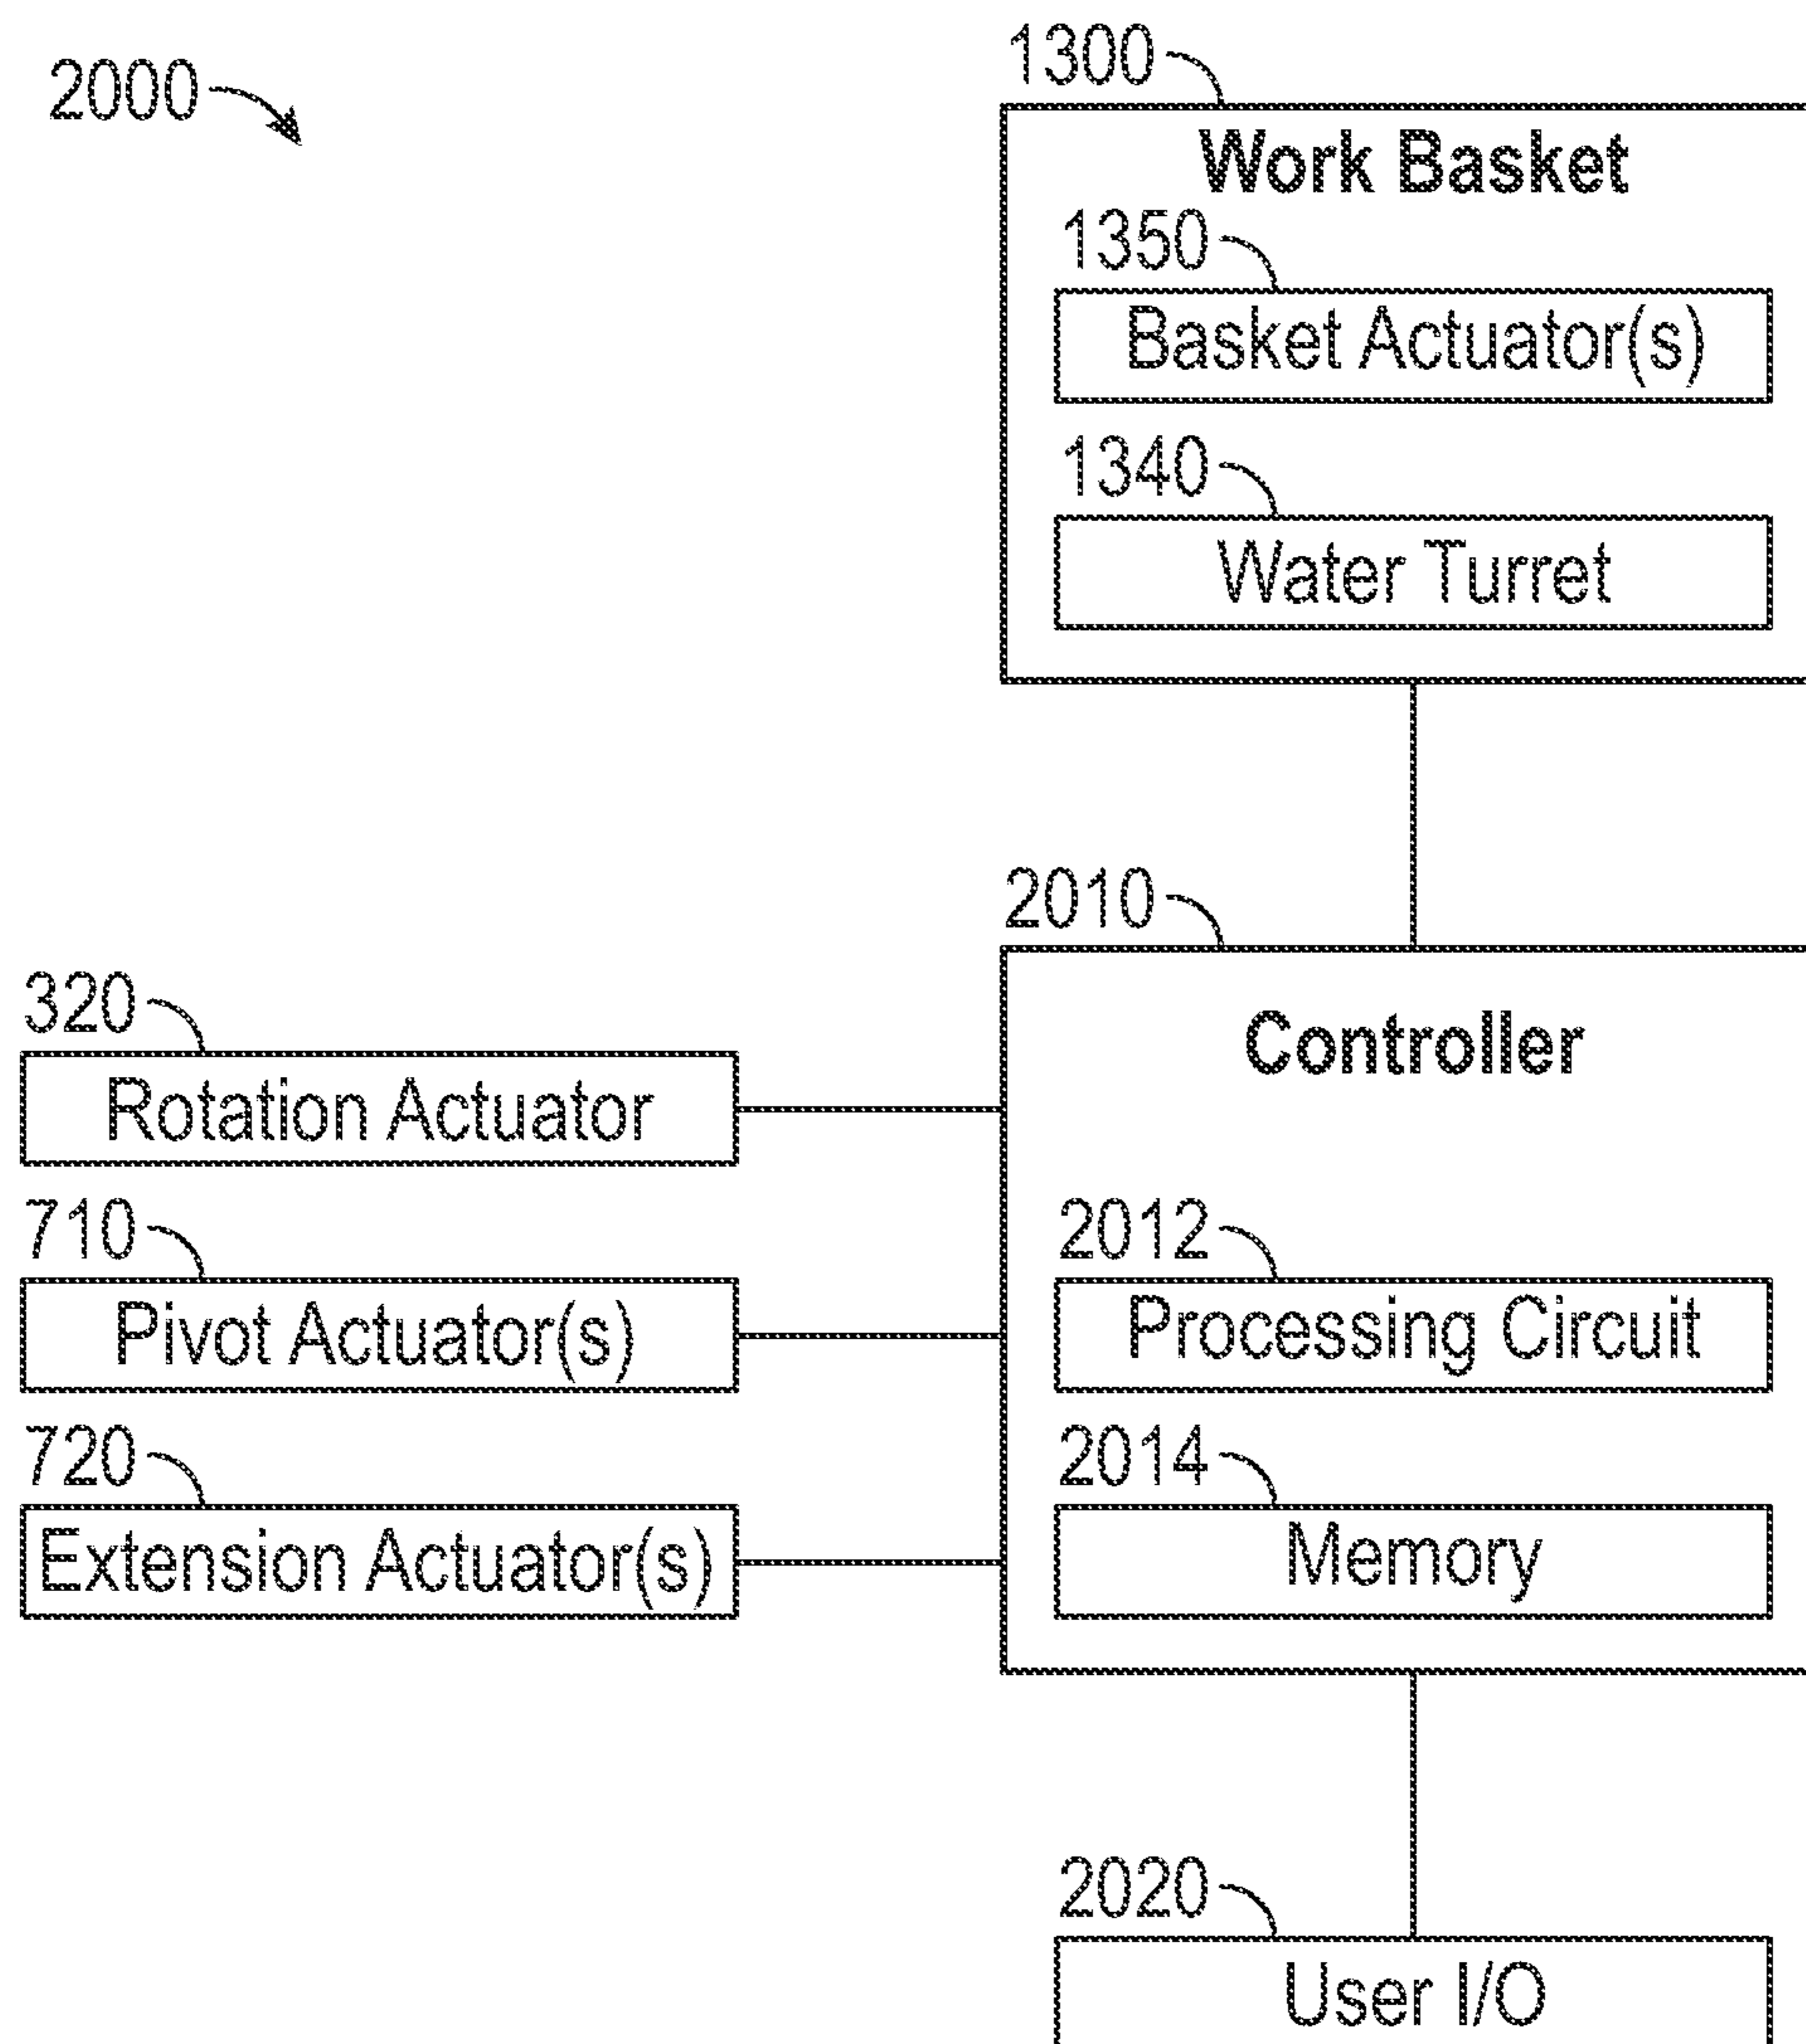 2000
1300
Work Basket
1350
Basket Actuator(s)
1340
Water Turret
2010
Controller
320
Rotation Actuator
710
Pivot Actuator(s)
720
Extension Actuator(s)
2012
Processing Circuit
2014
Memory
2020
User I/O